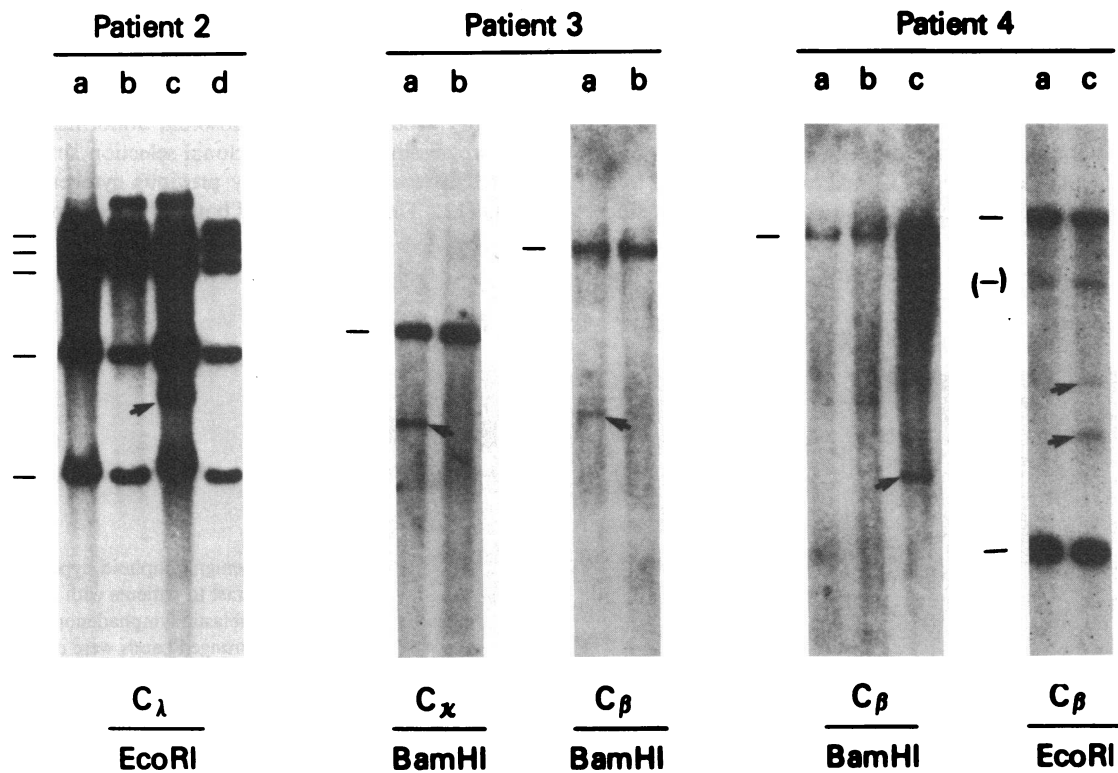 Patient 2 Patient 3 Patient 4
a b c d a b a b a b c a c
(–)
Cλ Cϰ Cβ Cβ Cβ
EcoRI BamHI BamHI BamHI EcoRI